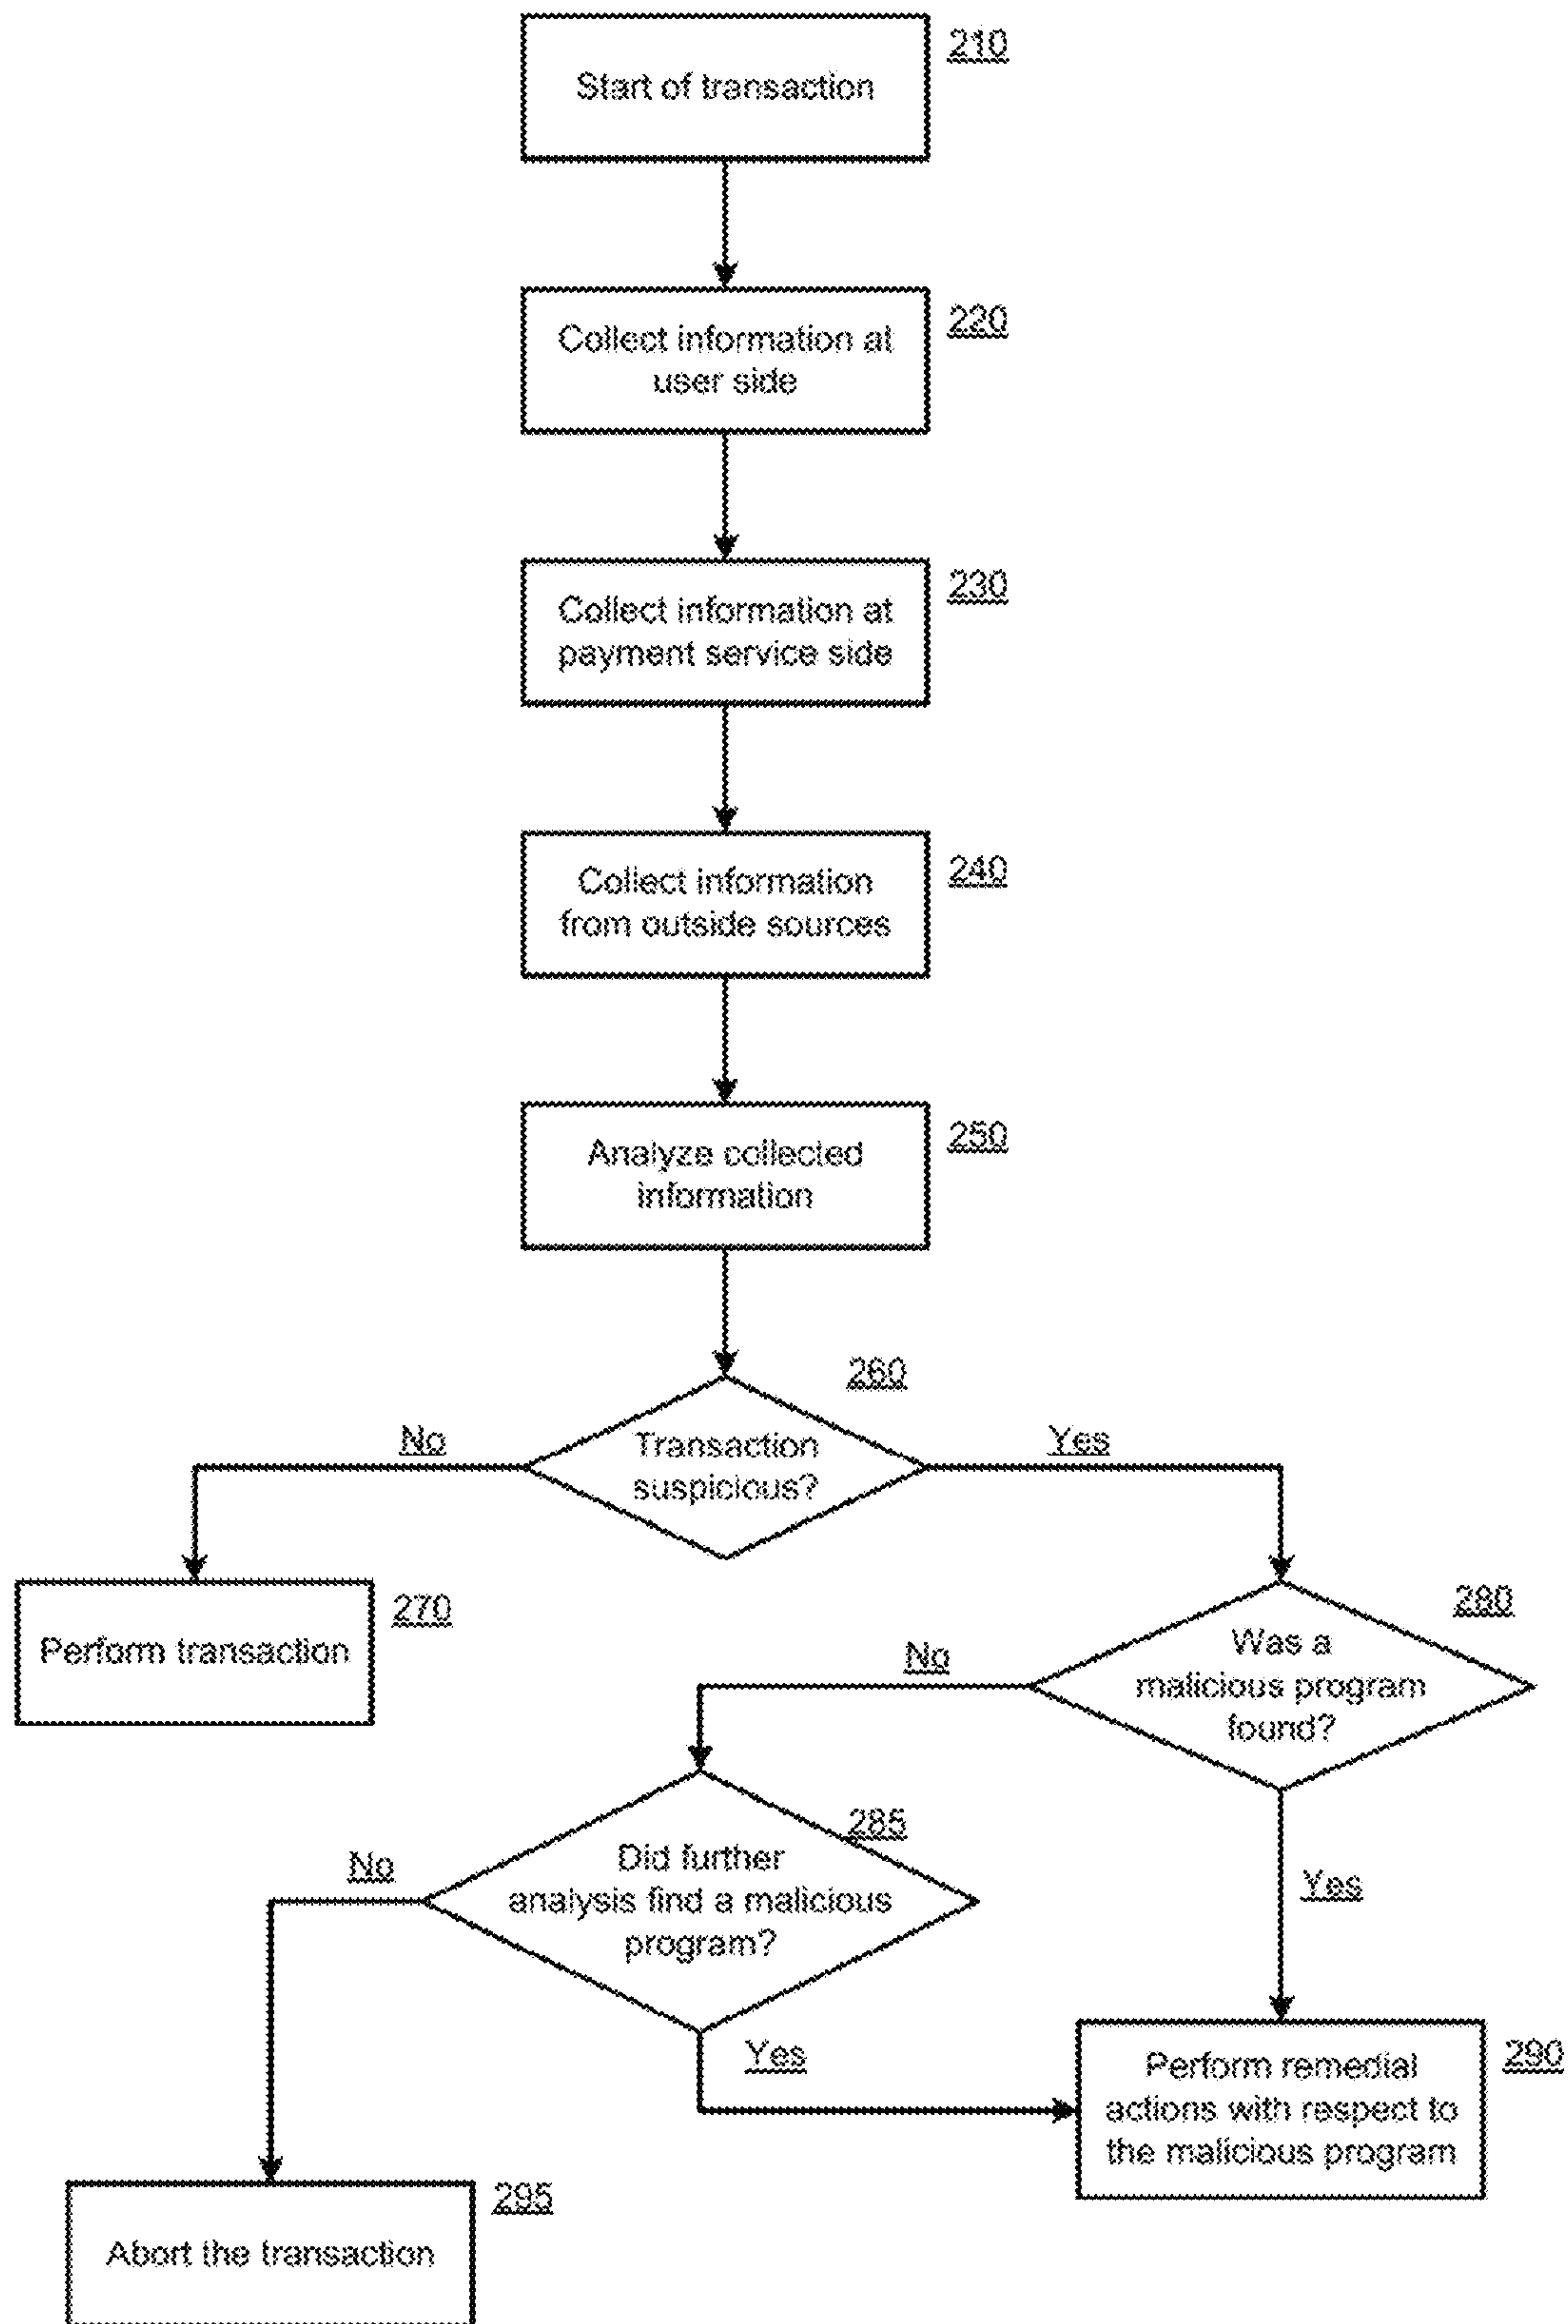 Start of transaction
210
Collect information at
user side
220
Collect information at
payment service side
230
Collect information
from outside sources
240
Analyze collected
information
250
260
No
Transaction
suspicious?
Yes
Perform transaction
270
280
No
Was a
malicious program
found?
285
No
Did further
analysis find a malicious
program?
Yes
Yes
Perform remedial
actions with respect to
the malicious program
290
295
Abort the transaction